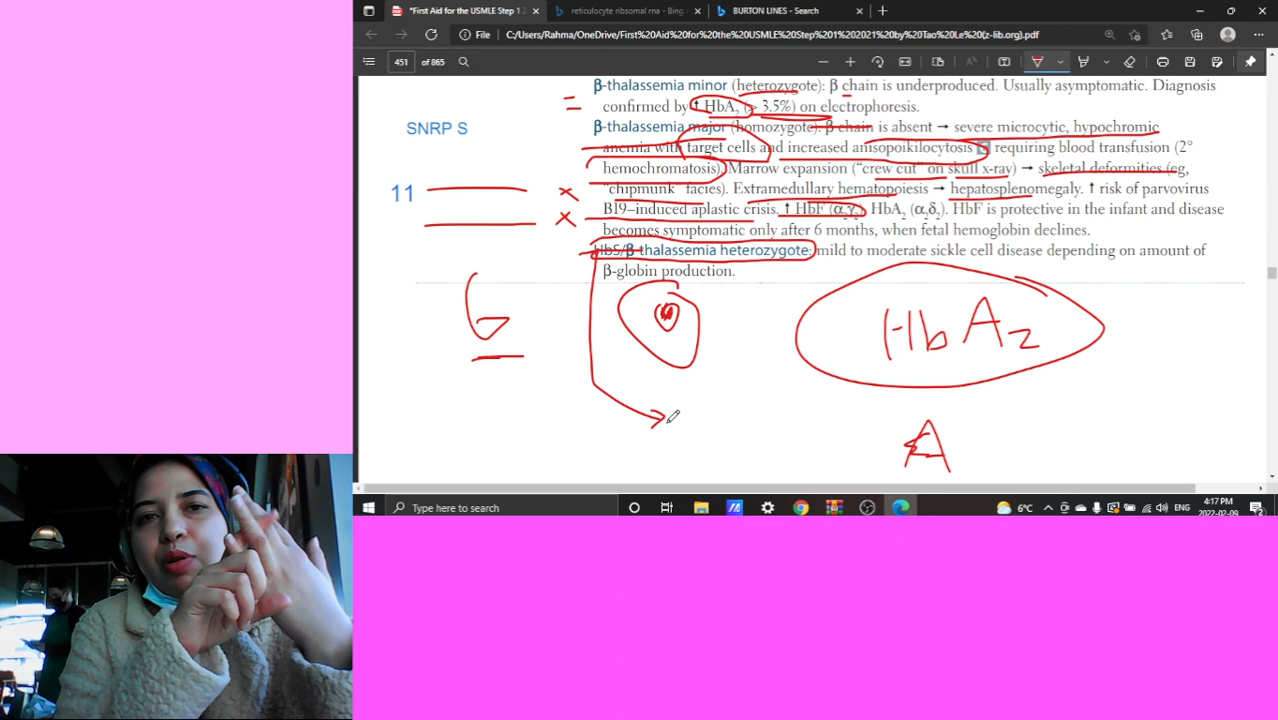 "First Aid for the USMLE Step 1 2
reticulocyte ribsomal rna - Bing
BURTON LINES - Search
File
C:/Users/Rahma/OneDrive/First%20Aid%20for%20the%20USMLE%20Step%201%202021%20by%20Tao%20Le%20(z-lib.org).pdf
451 of 865
β-thalassemia minor (heterozygote): β chain is underproduced. Usually asymptomatic. Diagnosis
confirmed by ↑ HbA₂ (> 3.5%) on electrophoresis.
β-thalassemia major (homozygote): β chain is absent → severe microcytic, hypochromic
anemia with target cells and increased anisopoikilocytosis C requiring blood transfusion (2°
hemochromatosis). Marrow expansion ("crew cut" on skull x-ray) → skeletal deformities (eg,
"chipmunk" facies). Extramedullary hematopoiesis → hepatosplenomegaly. ↑ risk of parvovirus
B19–induced aplastic crisis. ↑ HbF (α₂γ₂), HbA₂ (α₂δ₂). HbF is protective in the infant and disease
becomes symptomatic only after 6 months, when fetal hemoglobin declines.
HbS/β-thalassemia heterozygote: mild to moderate sickle cell disease depending on amount of
β-globin production.
SNRP S
11
6
HbA2
A
Type here to search
6°C
ENG
4:17 PM
2022-02-09